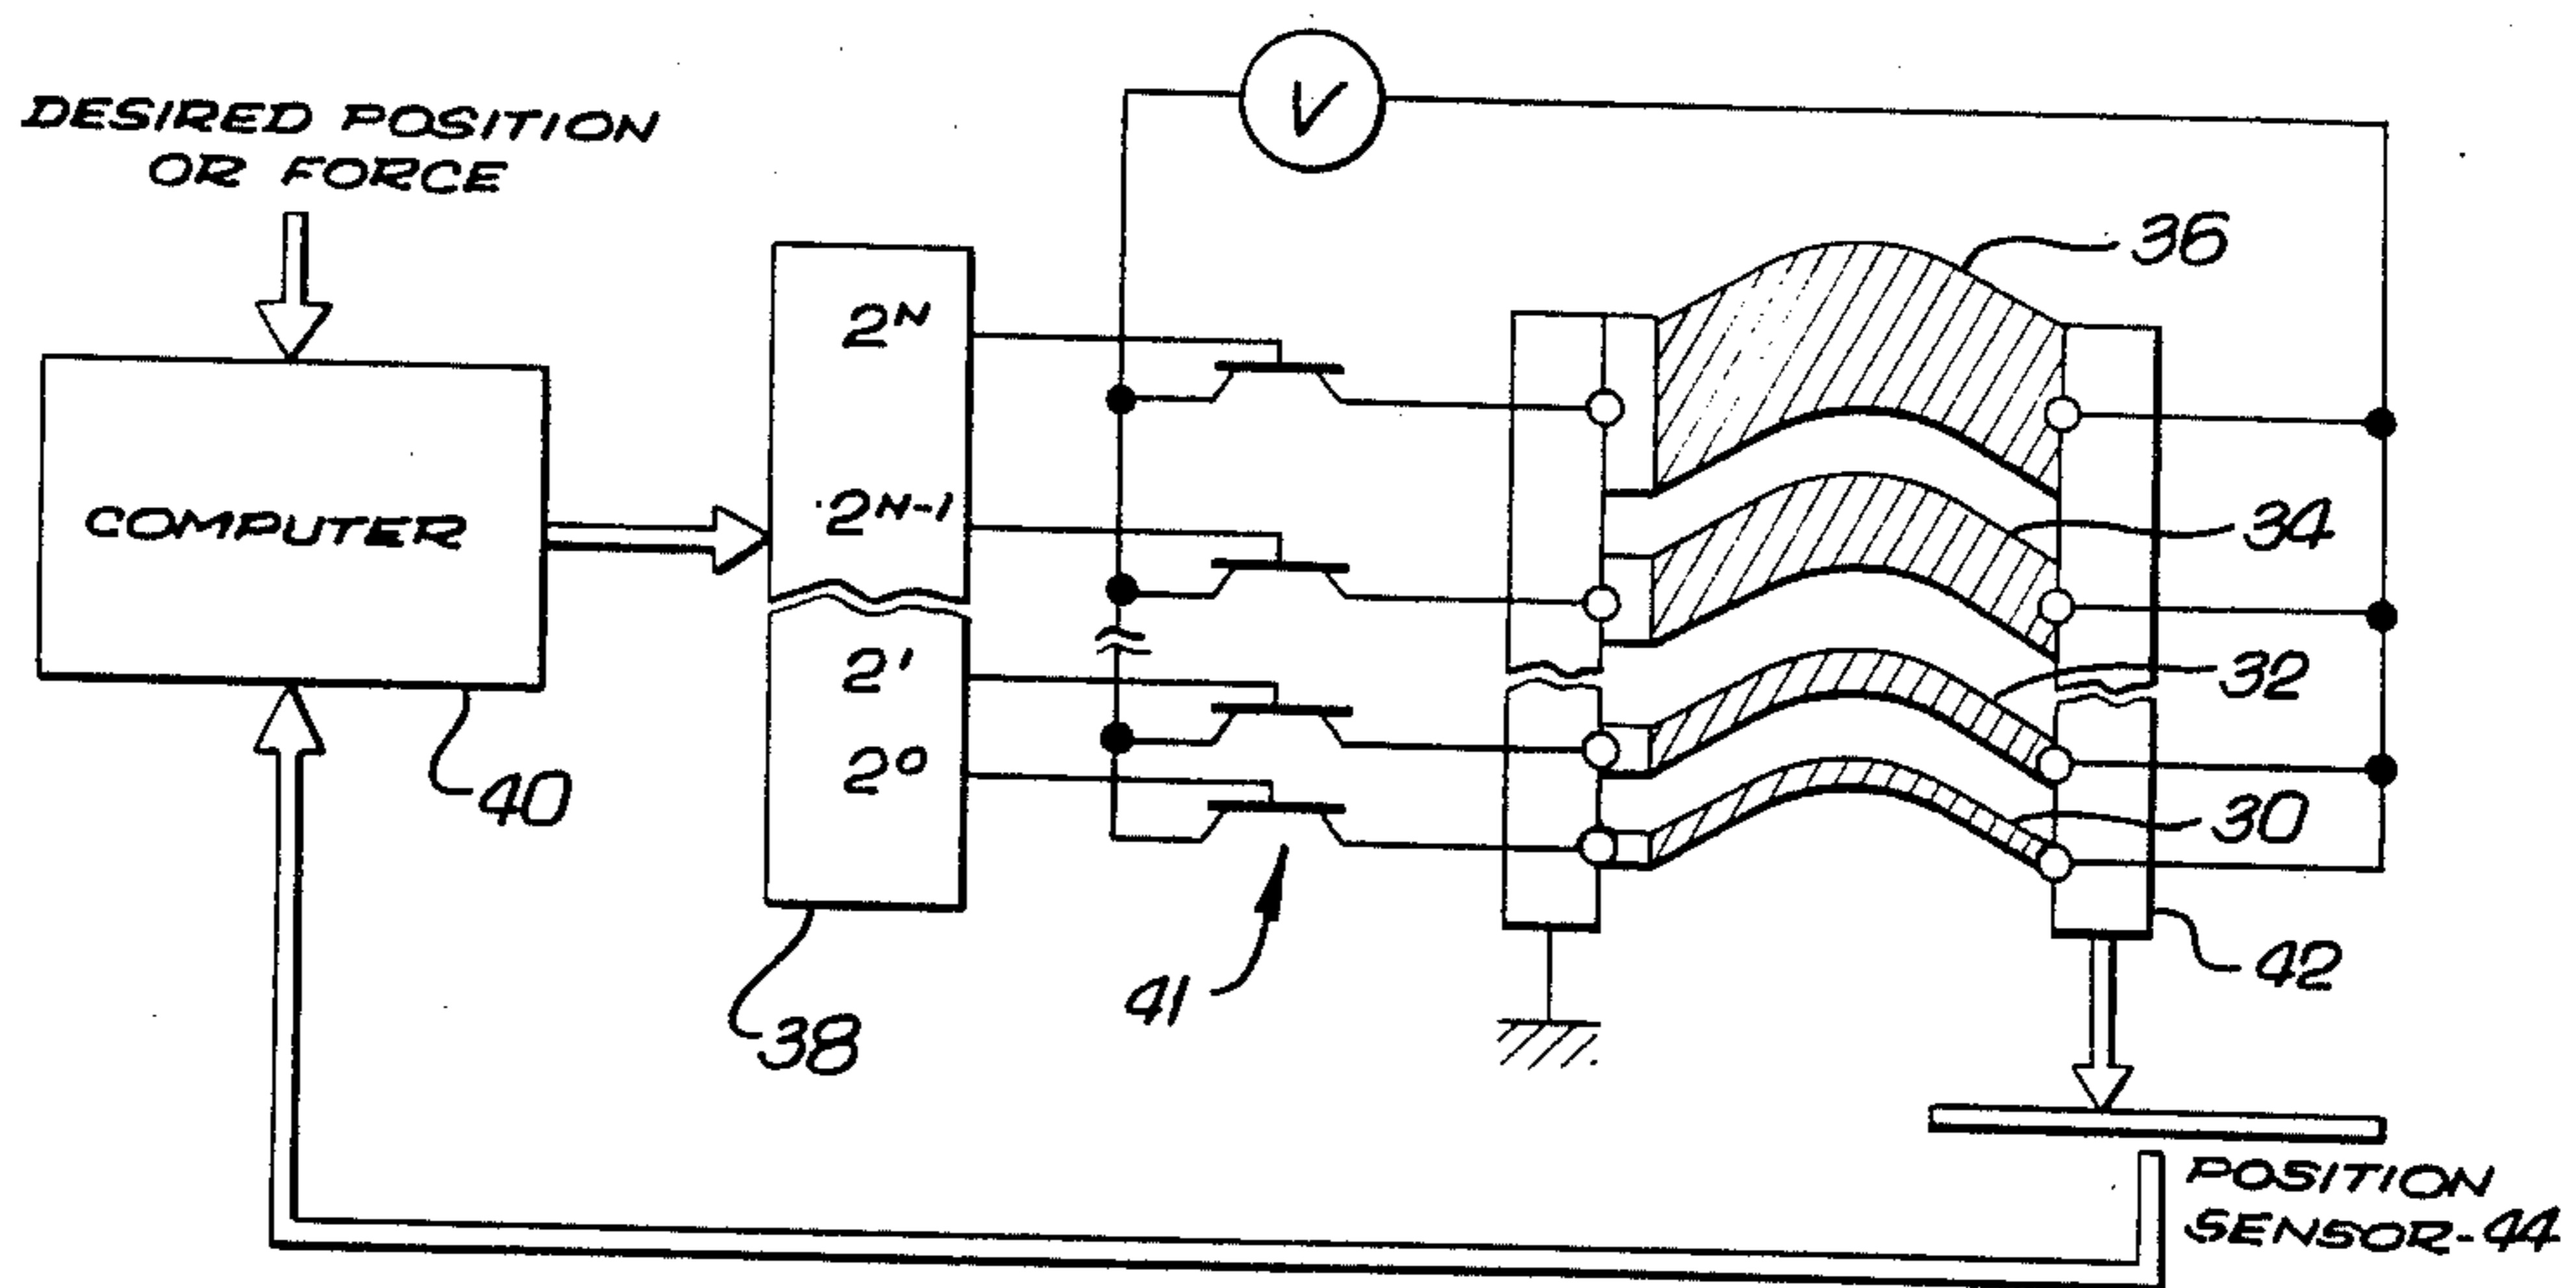 DESIRED POSITION
OR FORCE
V
36
2^N
COMPUTER
2^N-1
34
2^1
32
2^0
30
40
42
41
38
POSITION
SENSOR-44